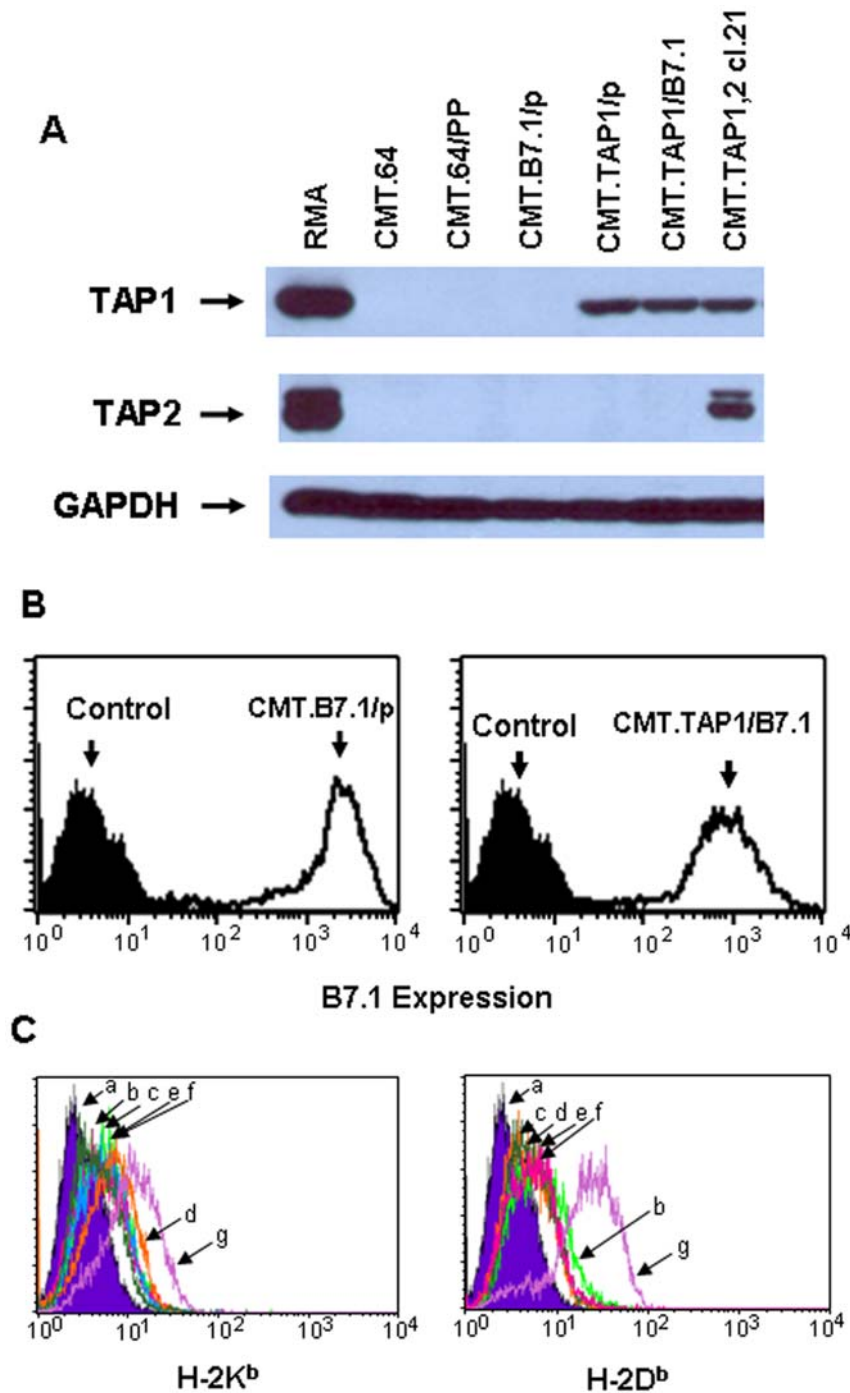 A
RMA
CMT.64
CMT.64/PP
CMT.B7.1/p
CMT.TAP1/p
CMT.TAP1/B7.1
CMT.TAP1,2 cl.21
TAP1
TAP2
GAPDH
B
Control
CMT.B7.1/p
10⁰ 10¹ 10² 10³ 10⁴
Control
CMT.TAP1/B7.1
10⁰ 10¹ 10² 10³ 10⁴
B7.1 Expression
C
a b c e f
d
g
10⁰ 10¹ 10² 10³ 10⁴
H-2Kᵇ
a
c d e f
b
g
10⁰ 10¹ 10² 10³ 10⁴
H-2Dᵇ